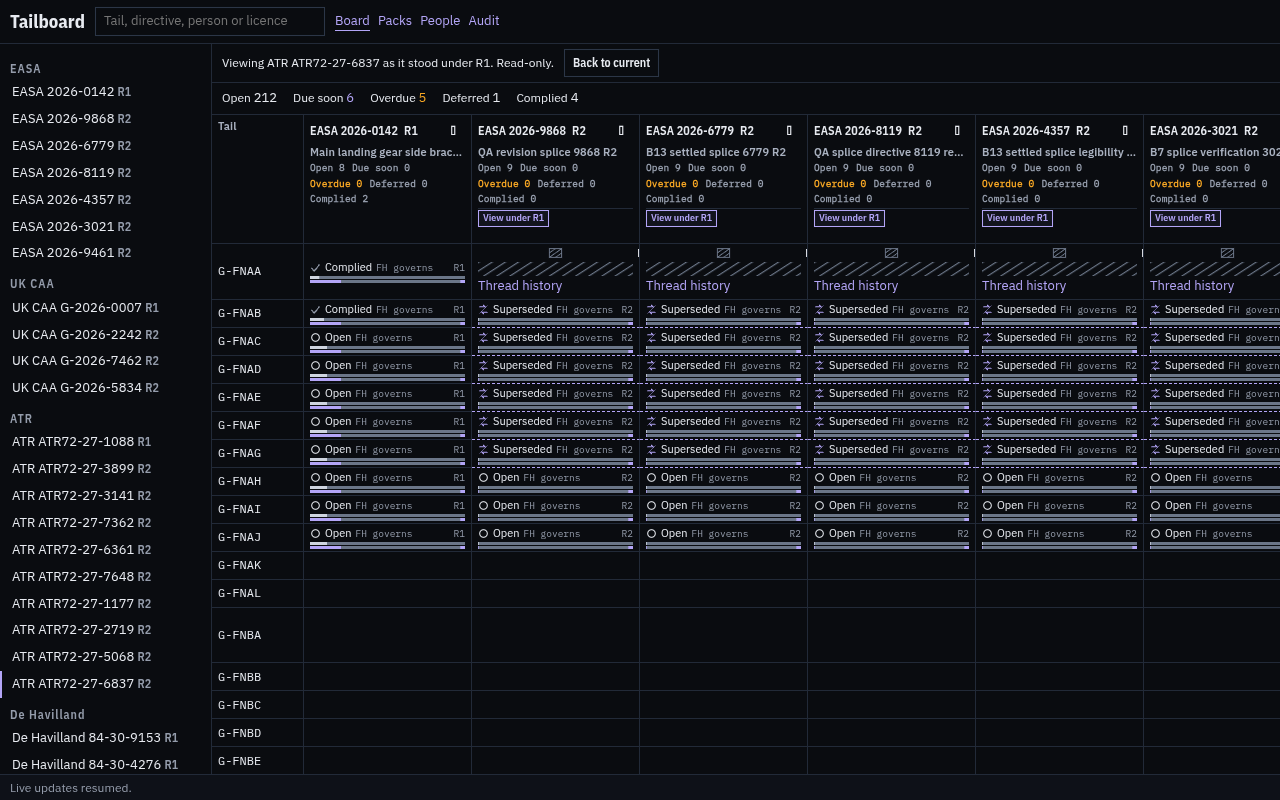 Tailboard
Tail, directive, person or licence
Board Packs People Audit
EASA
EASA 2026-0142 R1
EASA 2026-9868 R2
EASA 2026-6779 R2
EASA 2026-8119 R2
EASA 2026-4357 R2
EASA 2026-3021 R2
EASA 2026-9461 R2
UK CAA
UK CAA G-2026-0007 R1
UK CAA G-2026-2242 R2
UK CAA G-2026-7462 R2
UK CAA G-2026-5834 R2
ATR
ATR ATR72-27-1088 R1
ATR ATR72-27-3899 R2
ATR ATR72-27-3141 R2
ATR ATR72-27-7362 R2
ATR ATR72-27-6361 R2
ATR ATR72-27-7648 R2
ATR ATR72-27-1177 R2
ATR ATR72-27-2719 R2
ATR ATR72-27-5068 R2
ATR ATR72-27-6837 R2
De Havilland
De Havilland 84-30-9153 R1
De Havilland 84-30-4276 R1
Viewing ATR ATR72-27-6837 as it stood under R1. Read-only. Back to current
Open 212 Due soon 6 Overdue 5 Deferred 1 Complied 4
Tail EASA 2026-0142 R1 EASA 2026-9868 R2 EASA 2026-6779 R2 EASA 2026-8119 R2 EASA 2026-4357 R2 EASA 2026-3021 R2
Main landing gear side brac… QA revision splice 9868 R2 B13 settled splice 6779 R2 QA splice directive 8119 re… B13 settled splice legibility … B7 splice verification 302
Open 8 Due soon 0 Open 9 Due soon 0 Open 9 Due soon 0 Open 9 Due soon 0 Open 9 Due soon 0 Open 9 Due soon 0
Overdue 0 Deferred 0 Overdue 0 Deferred 0 Overdue 0 Deferred 0 Overdue 0 Deferred 0 Overdue 0 Deferred 0 Overdue 0 Deferred 0
Complied 2 Complied 0 Complied 0 Complied 0 Complied 0 Complied 0
View under R1 View under R1 View under R1 View under R1 View under R1
G-FNAA Complied FH governs R1 Thread history Thread history Thread history Thread history Thread history
G-FNAB Complied FH governs R1 Superseded FH governs R2 Superseded FH governs R2 Superseded FH governs R2 Superseded FH governs R2 Superseded FH governs
G-FNAC Open FH governs R1 Superseded FH governs R2 Superseded FH governs R2 Superseded FH governs R2 Superseded FH governs R2 Superseded FH governs
G-FNAD Open FH governs R1 Superseded FH governs R2 Superseded FH governs R2 Superseded FH governs R2 Superseded FH governs R2 Superseded FH governs
G-FNAE Open FH governs R1 Superseded FH governs R2 Superseded FH governs R2 Superseded FH governs R2 Superseded FH governs R2 Superseded FH governs
G-FNAF Open FH governs R1 Superseded FH governs R2 Superseded FH governs R2 Superseded FH governs R2 Superseded FH governs R2 Superseded FH governs
G-FNAG Open FH governs R1 Superseded FH governs R2 Superseded FH governs R2 Superseded FH governs R2 Superseded FH governs R2 Superseded FH governs
G-FNAH Open FH governs R1 Open FH governs R2 Open FH governs R2 Open FH governs R2 Open FH governs R2 Open FH governs
G-FNAI Open FH governs R1 Open FH governs R2 Open FH governs R2 Open FH governs R2 Open FH governs R2 Open FH governs
G-FNAJ Open FH governs R1 Open FH governs R2 Open FH governs R2 Open FH governs R2 Open FH governs R2 Open FH governs
G-FNAK
G-FNAL
G-FNBA
G-FNBB
G-FNBC
G-FNBD
G-FNBE
Live updates resumed.